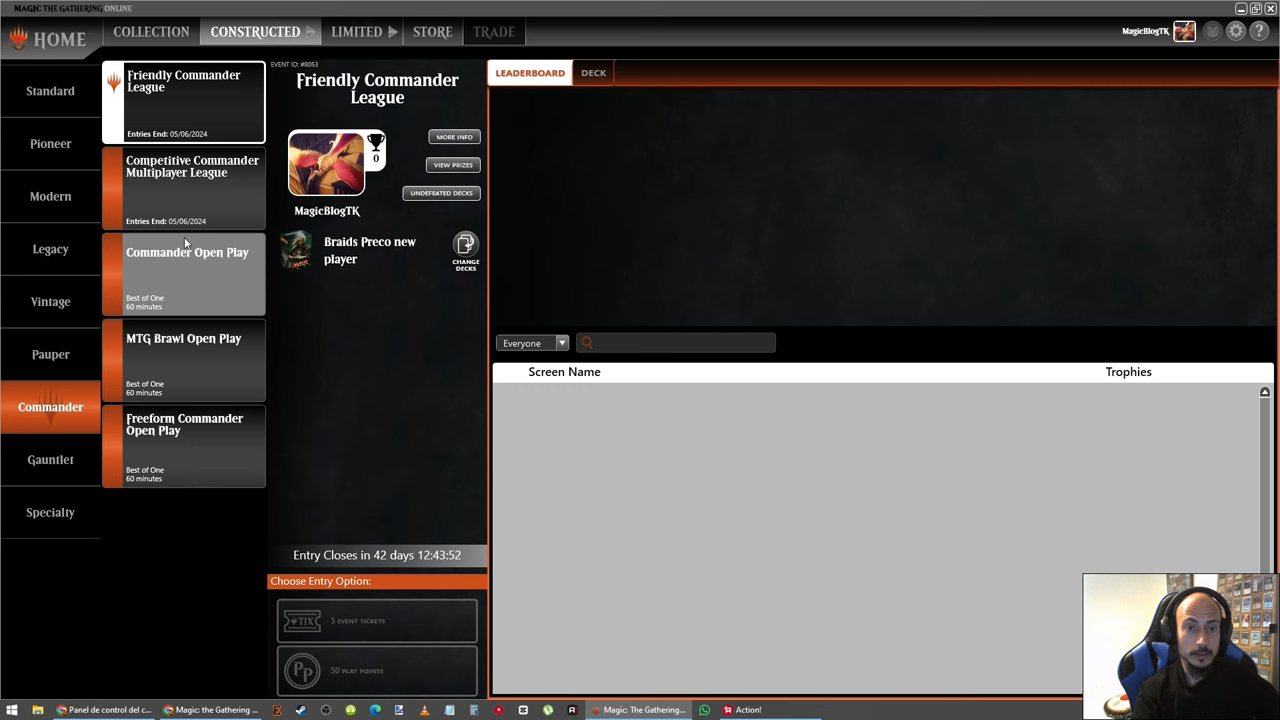 MAGIC THE GATHERING ONLINE
HOME
COLLECTION
CONSTRUCTED
LIMITED
STORE
TRADE
MagicBlogTK
Standard
Pioneer
Modern
Legacy
Vintage
Pauper
Commander
Gauntlet
Specialty
Friendly Commander
League
Entries End: 05/06/2024
Competitive Commander
Multiplayer League
Entries End: 05/06/2024
Commander Open Play
Best of One
60 minutes
MTG Brawl Open Play
Best of One
60 minutes
Freeform Commander
Open Play
Best of One
60 minutes
EVENT ID: #8053
Friendly Commander
League
0
MORE INFO
VIEW PRIZES
UNDEFEATED DECKS
MagicBlogTK
Braids Preco new
player
CHANGE
DECKS
Entry Closes in 42 days 12:43:52
Choose Entry Option:
TIX
5 EVENT TICKETS
PP
50 PLAY POINTS
LEADERBOARD
DECK
Everyone
Screen Name
Trophies
Panel de control del c...
Magic: the Gathering ...
Magic: The Gathering...
Action!